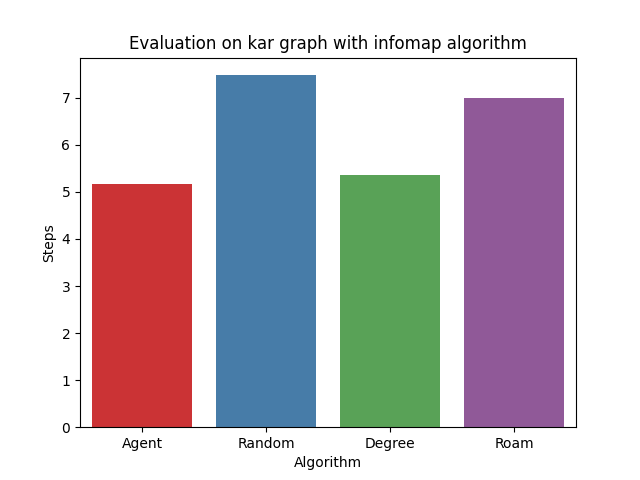 Evaluation on kar graph with infomap algorithm
7
6
5
4
3
2
1
0
Steps
Agent Random Degree Roam
Algorithm